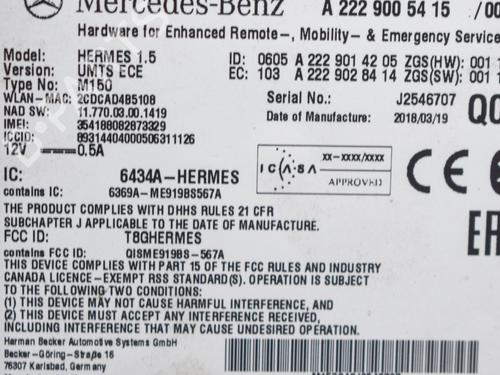 Mercedes-Benz A 222 900 54 15 /00
Hardware for Enhanced Remote-, Mobility- & Emergency Service
Model: HERMES 1.5 ID: 0605 A 222 901 42 05 ZGS(HW): 001
Version: UMTS ECE EC: 103 A 222 902 84 14 ZGS(SW): 001
Type No: M150
WLAN-MAC: 2CDCAD4B5108 Serial No.: J2546707
NAD SW: 11.770.03.00.1419 Date of Manufacture: 2018/03/19
IMEI: 354188082873329
ICCID: 89314404000506311126
12V 0.5A
IC: 6434A-HERMES
contains IC: 6369A-ME919BS567A
xx-xxxx/xxxx
ICASA
APPROVED
CE
THE PRODUCT COMPLIES WITH DHHS RULES 21 CFR
SUBCHAPTER J APPLICABLE TO THE DATE OF MANUFACTURE.
FCC ID: T8GHERMES
contains FCC ID: QISME919BS-567A
THIS DEVICE COMPLIES WITH PART 15 OF THE FCC RULES AND INDUSTRY
CANADA LICENCE-EXEMPT RSS STANDARD(S). OPERATION IS SUBJECT
TO THE FOLLOWING TWO CONDITIONS:
(1) THIS DEVICE MAY NOT CAUSE HARMFUL INTERFERENCE, AND
(2) THIS DEVICE MUST ACCEPT ANY INTERFERENCE RECEIVED,
INCLUDING INTERFERENCE THAT MAY CAUSE UNDESIRED OPERATION.
Harman Becker Automotive Systems GmbH
Becker-Göring-Straße 16
76307 Karlsbad, Germany